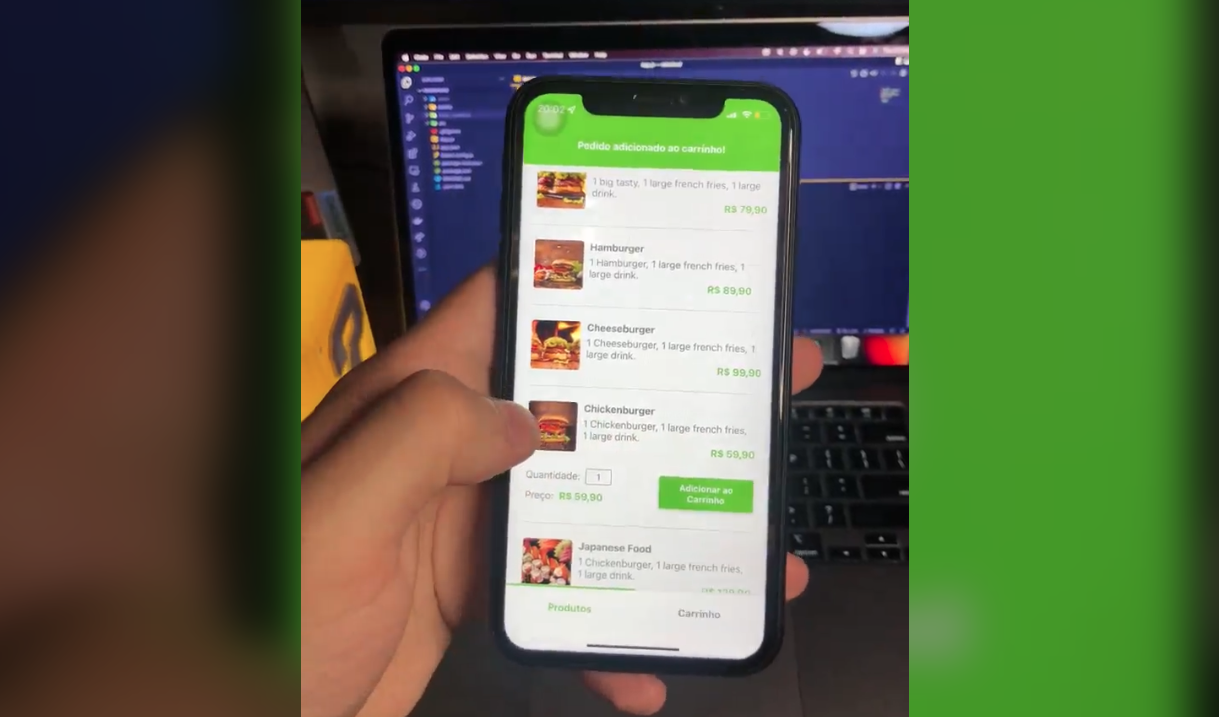 20:02
Pedido adicionado ao carrinho!
1 big tasty, 1 large french fries, 1 large
drink.
R$ 79,90
Hamburger
1 Hamburger, 1 large french fries, 1
large drink.
R$ 89,90
Cheeseburger
1 Cheeseburger, 1 large french fries, 1
large drink.
R$ 99,90
Chickenburger
1 Chickenburger, 1 large french fries,
1 large drink.
R$ 59,90
Quantidade: 1
Preço: R$ 59,90
Adicionar ao
Carrinho
Japanese Food
1 Chickenburger, 1 large french fries,
1 large drink.
Produtos
Carrinho